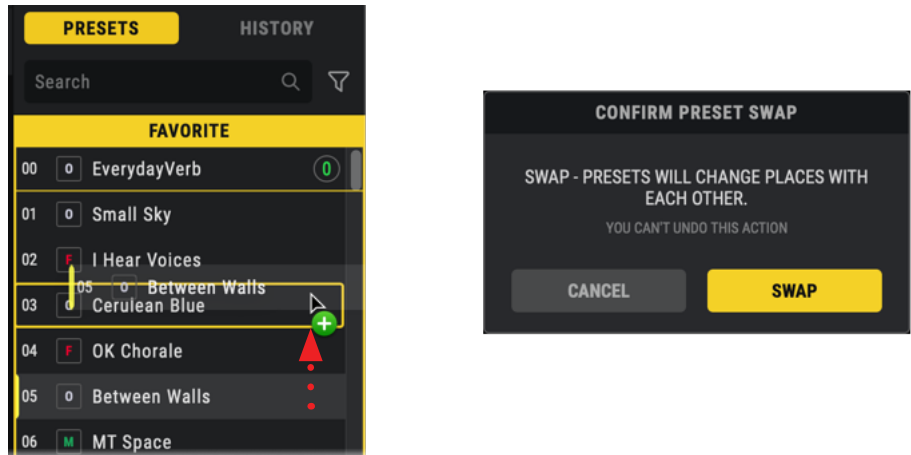 PRESETS HISTORY
Search
FAVORITE
00 O EverydayVerb 0
01 O Small Sky
02 F I Hear Voices
05 O Between Walls
03 O Cerulean Blue
04 F OK Chorale
05 O Between Walls
06 M MT Space
CONFIRM PRESET SWAP
SWAP - PRESETS WILL CHANGE PLACES WITH
EACH OTHER.
YOU CAN'T UNDO THIS ACTION
CANCEL SWAP